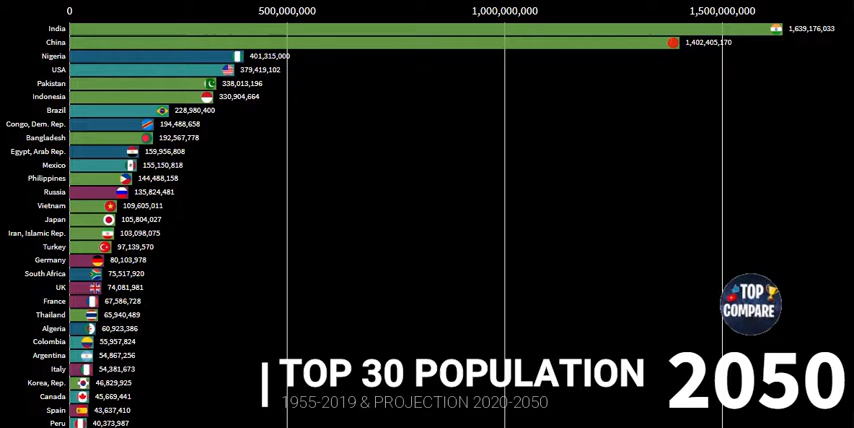 0 500,000,000 1,000,000,000 1,500,000,000
India 1,639,176,033
China 1,402,405,170
Nigeria 401,315,000
USA 379,419,102
Pakistan 338,013,196
Indonesia 330,904,664
Brazil 228,980,400
Congo, Dem. Rep. 194,488,658
Bangladesh 192,567,778
Egypt, Arab Rep. 159,956,808
Mexico 155,150,818
Philippines 144,488,158
Russia 135,824,481
Vietnam 109,605,011
Japan 105,804,027
Iran, Islamic Rep. 103,098,075
Turkey 97,139,570
Germany 80,103,978
South Africa 75,517,920
UK 74,081,981
France 67,586,728
Thailand 65,940,489
Algeria 60,923,386
Colombia 55,957,824
Argentina 54,867,256
Italy 54,381,673
Korea, Rep. 46,829,925
Canada 45,669,441
Spain 43,637,410
Peru 40,373,987
TOP
COMPARE
TOP 30 POPULATION
1955-2019 & PROJECTION 2020-2050
2050